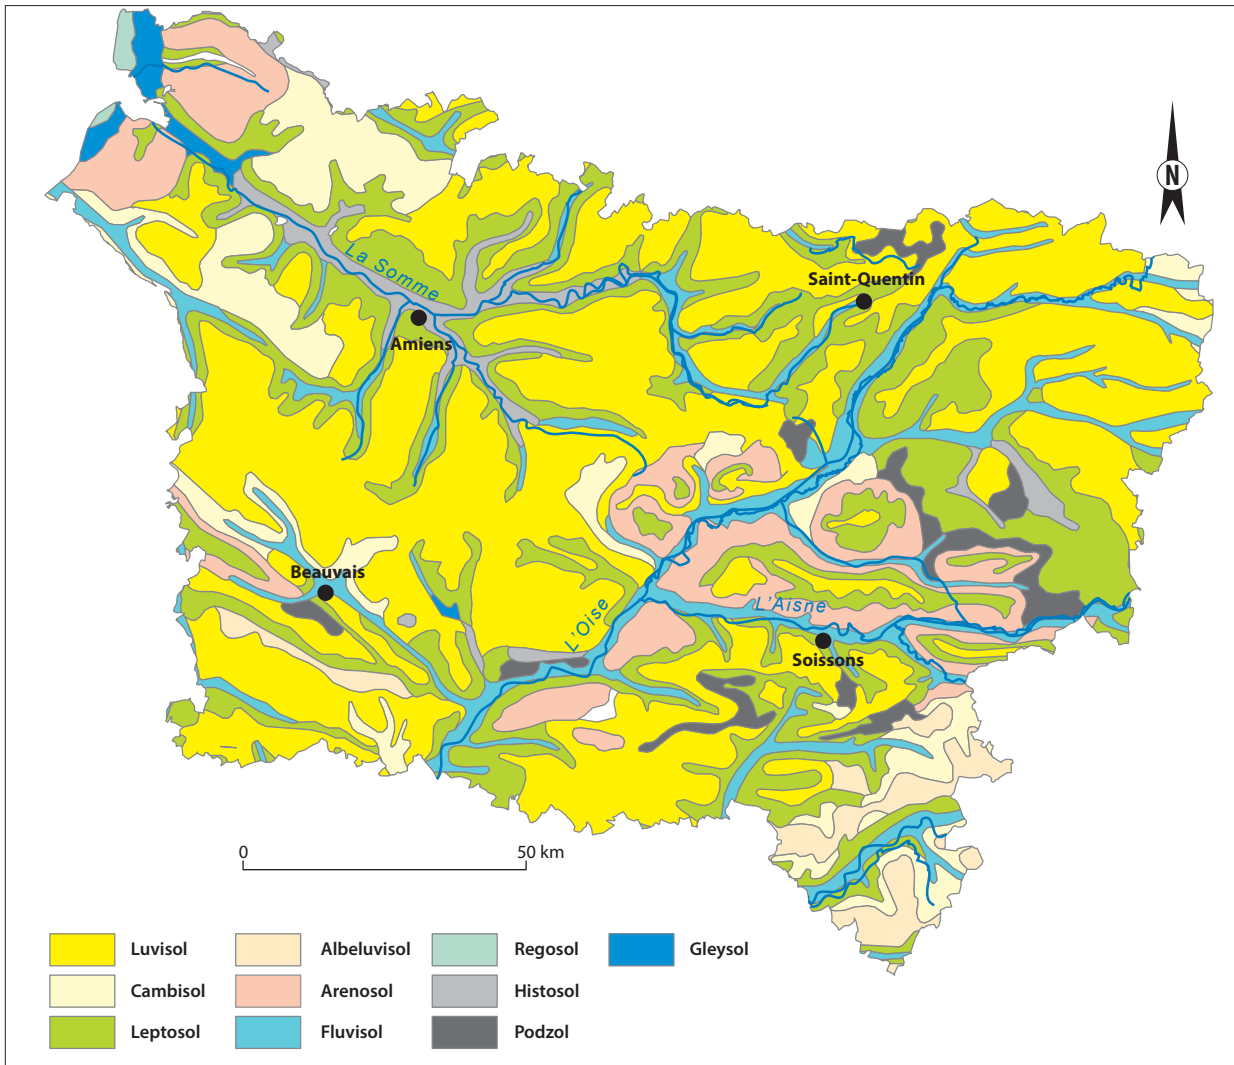 N
La Somme
Saint-Quentin
Amiens
Beauvais
L'Oise
L'Aisne
Soissons
0 50 km
Luvisol Albeluvisol Regosol Gleysol
Cambisol Arenosol Histosol
Leptosol Fluvisol Podzol